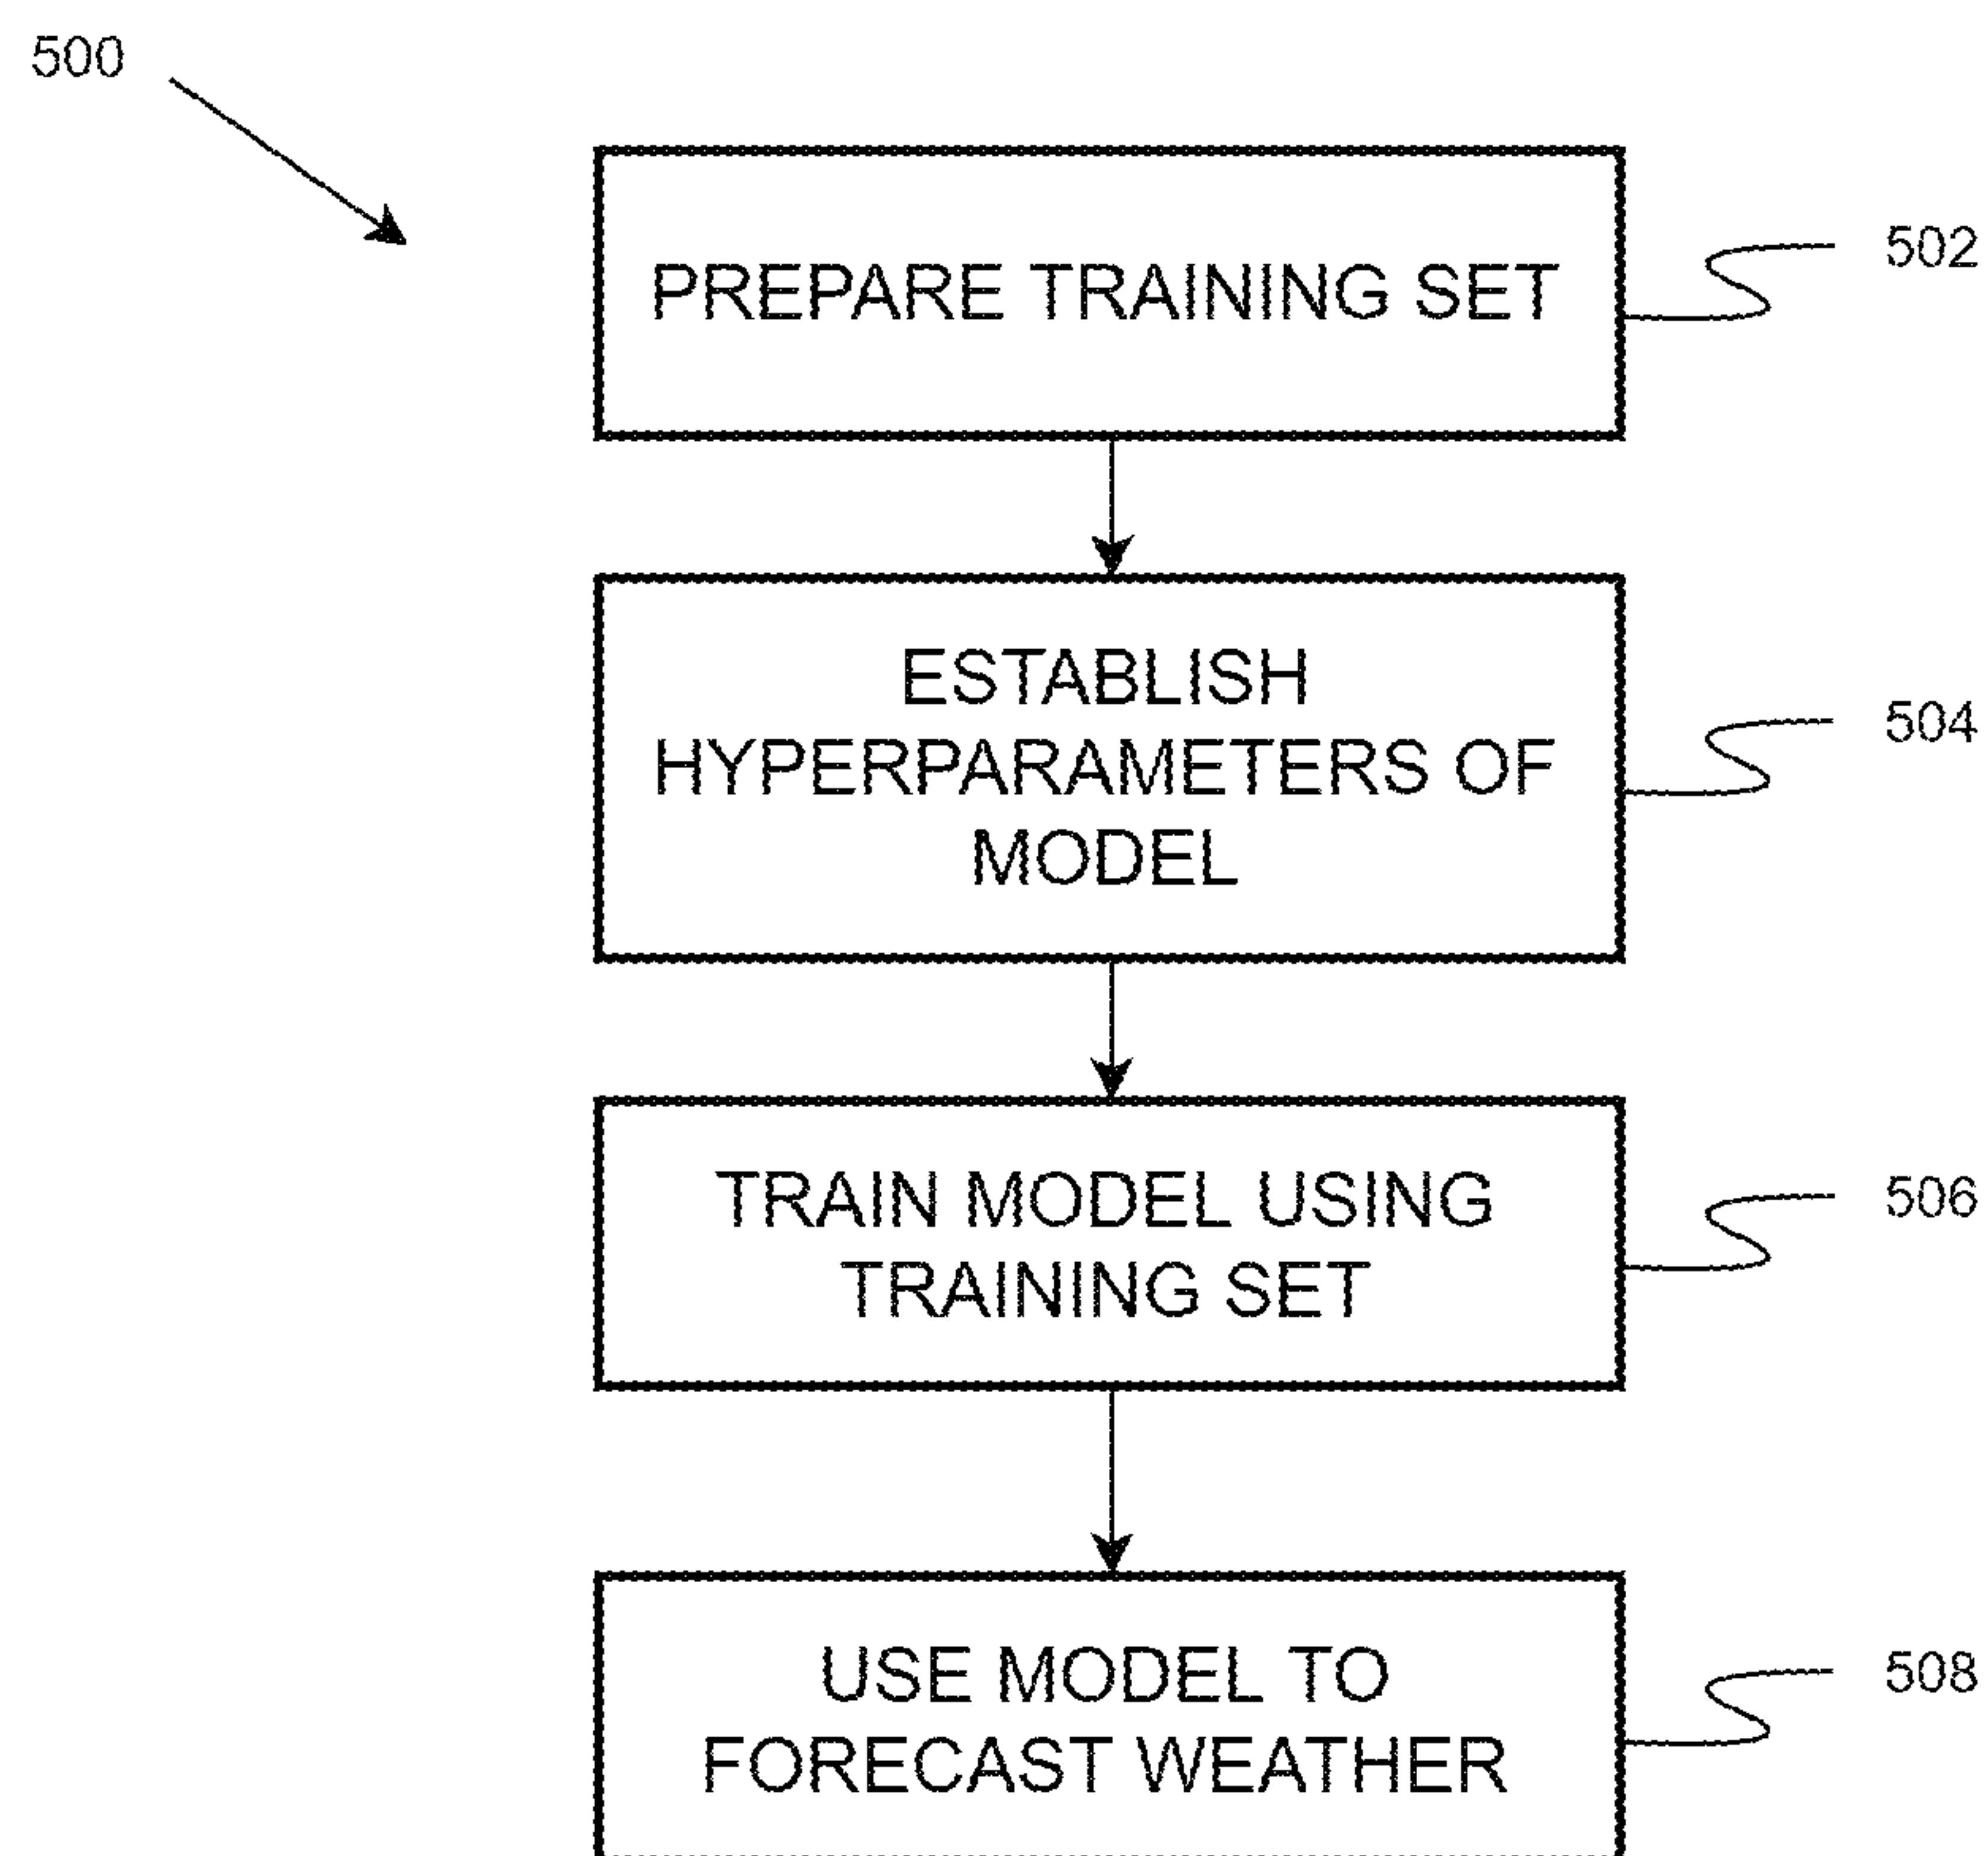 500
PREPARE TRAINING SET
502
ESTABLISH
HYPERPARAMETERS OF
MODEL
504
TRAIN MODEL USING
TRAINING SET
506
USE MODEL TO
FORECAST WEATHER
508